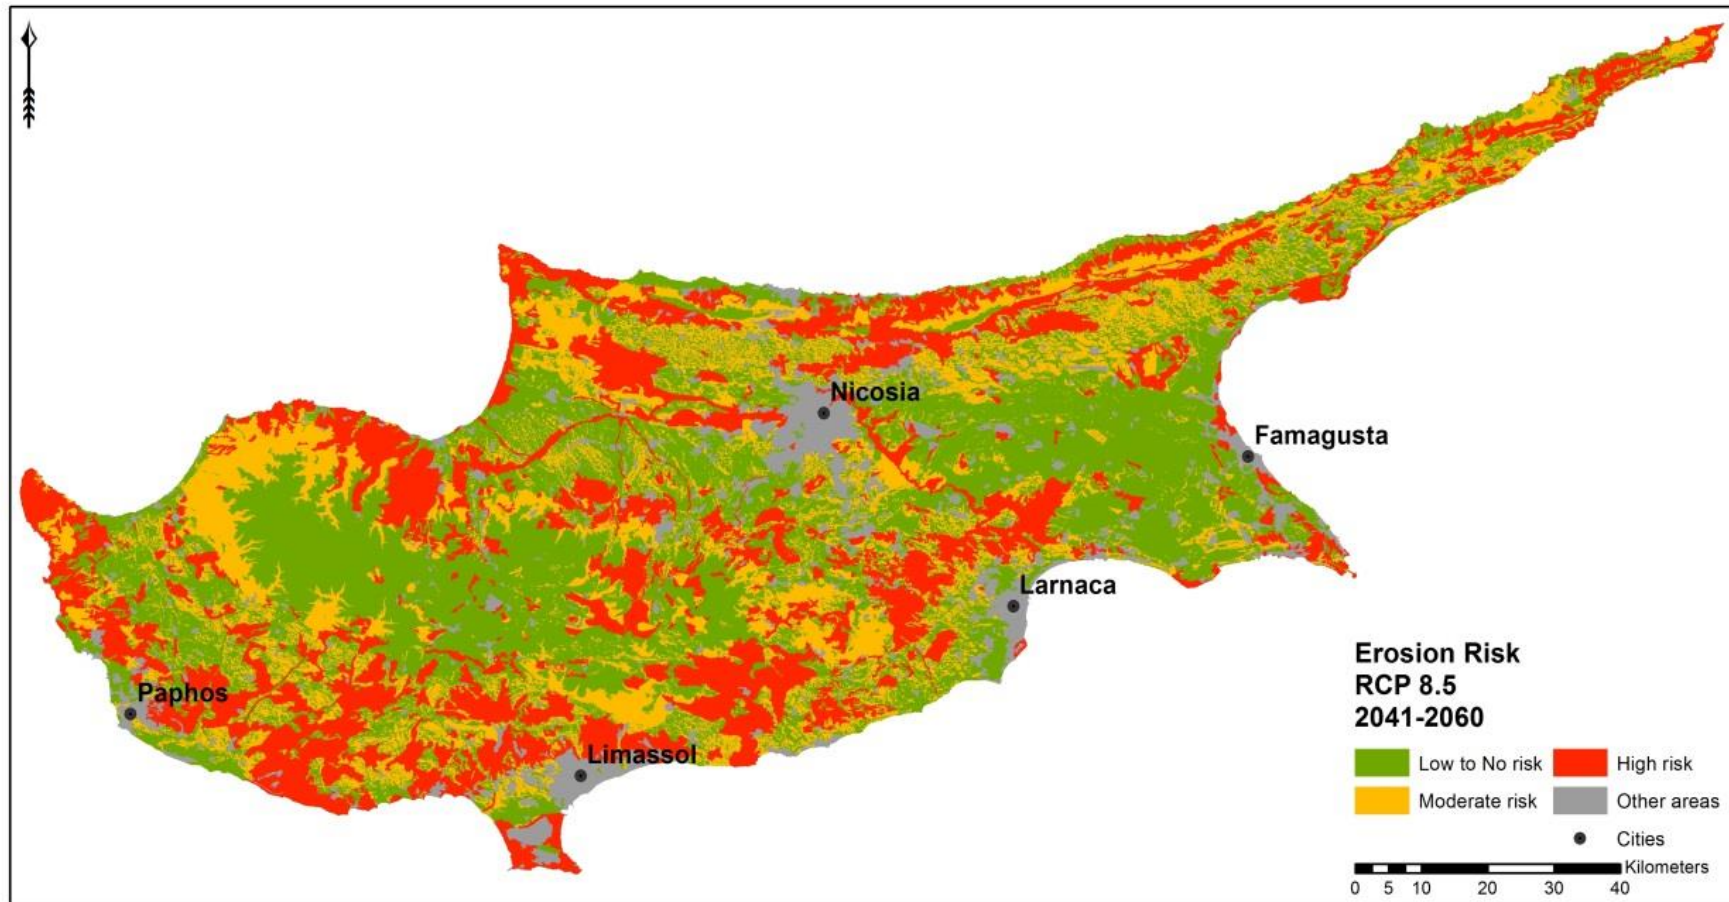 Nicosia
Famagusta
Larnaca
Paphos
Limassol
Erosion Risk
RCP 8.5
2041-2060
Low to No risk
High risk
Moderate risk
Other areas
Cities
Kilometers
0 5 10 20 30 40